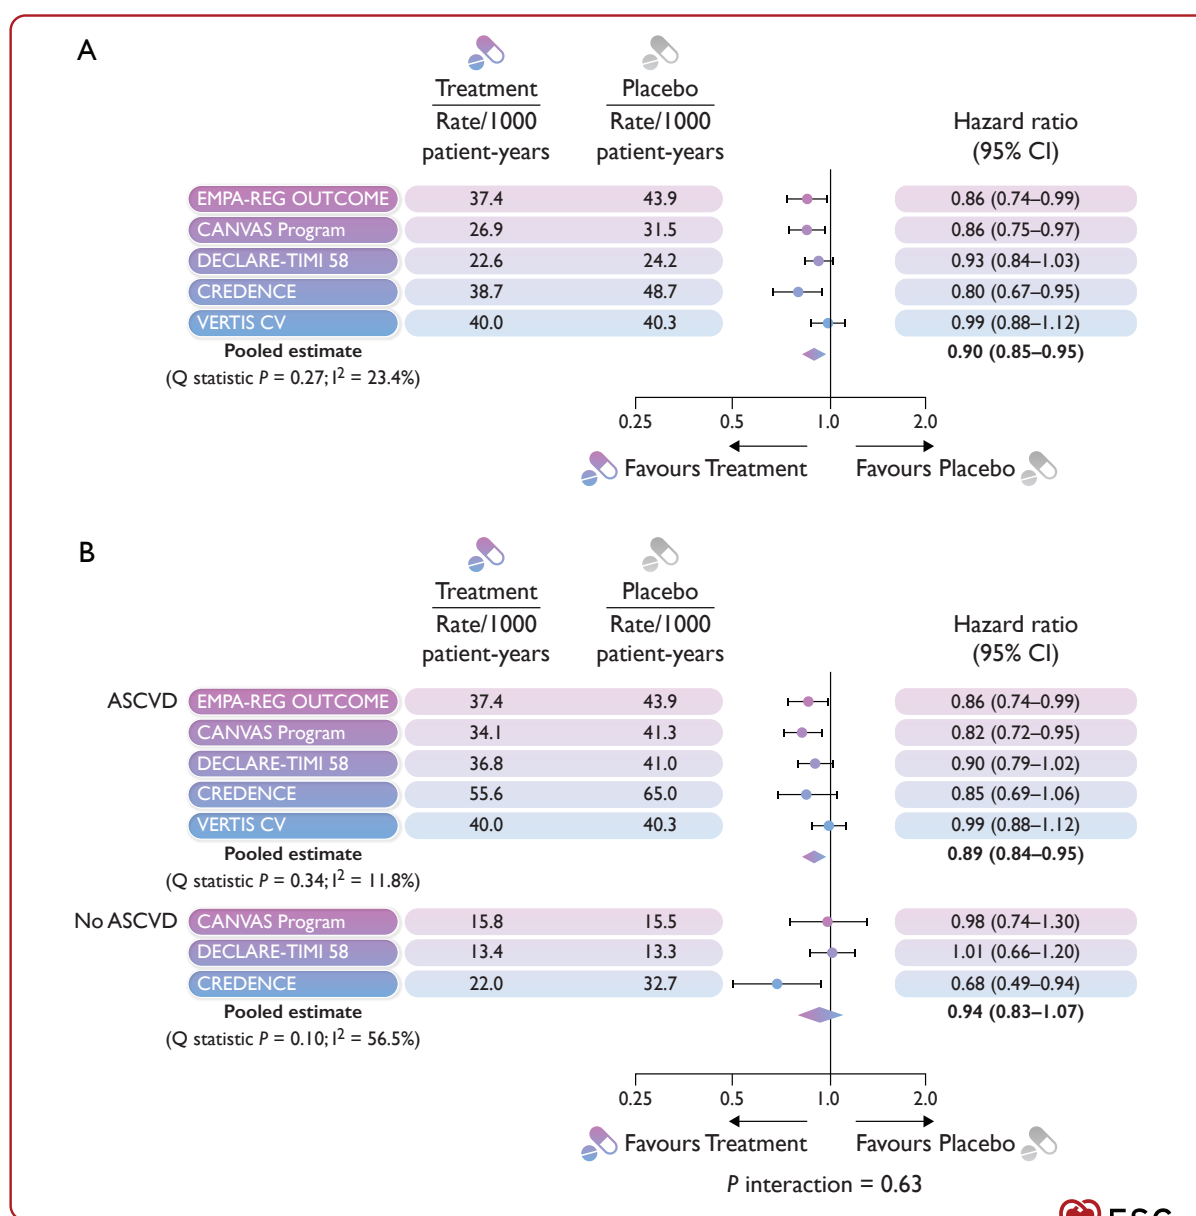 A
Treatment Placebo
Rate/1000 Rate/1000 Hazard ratio
patient-years patient-years (95% CI)
EMPA-REG OUTCOME 37.4 43.9 0.86 (0.74–0.99)
CANVAS Program 26.9 31.5 0.86 (0.75–0.97)
DECLARE-TIMI 58 22.6 24.2 0.93 (0.84–1.03)
CREDENCE 38.7 48.7 0.80 (0.67–0.95)
VERTIS CV 40.0 40.3 0.99 (0.88–1.12)
Pooled estimate 0.90 (0.85–0.95)
(Q statistic P = 0.27; I² = 23.4%)
0.25 0.5 1.0 2.0
Favours Treatment Favours Placebo
B
Treatment Placebo
Rate/1000 Rate/1000 Hazard ratio
patient-years patient-years (95% CI)
ASCVD EMPA-REG OUTCOME 37.4 43.9 0.86 (0.74–0.99)
CANVAS Program 34.1 41.3 0.82 (0.72–0.95)
DECLARE-TIMI 58 36.8 41.0 0.90 (0.79–1.02)
CREDENCE 55.6 65.0 0.85 (0.69–1.06)
VERTIS CV 40.0 40.3 0.99 (0.88–1.12)
Pooled estimate 0.89 (0.84–0.95)
(Q statistic P = 0.34; I² = 11.8%)
No ASCVD CANVAS Program 15.8 15.5 0.98 (0.74–1.30)
DECLARE-TIMI 58 13.4 13.3 1.01 (0.66–1.20)
CREDENCE 22.0 32.7 0.68 (0.49–0.94)
Pooled estimate 0.94 (0.83–1.07)
(Q statistic P = 0.10; I² = 56.5%)
0.25 0.5 1.0 2.0
Favours Treatment Favours Placebo
P interaction = 0.63
ESC